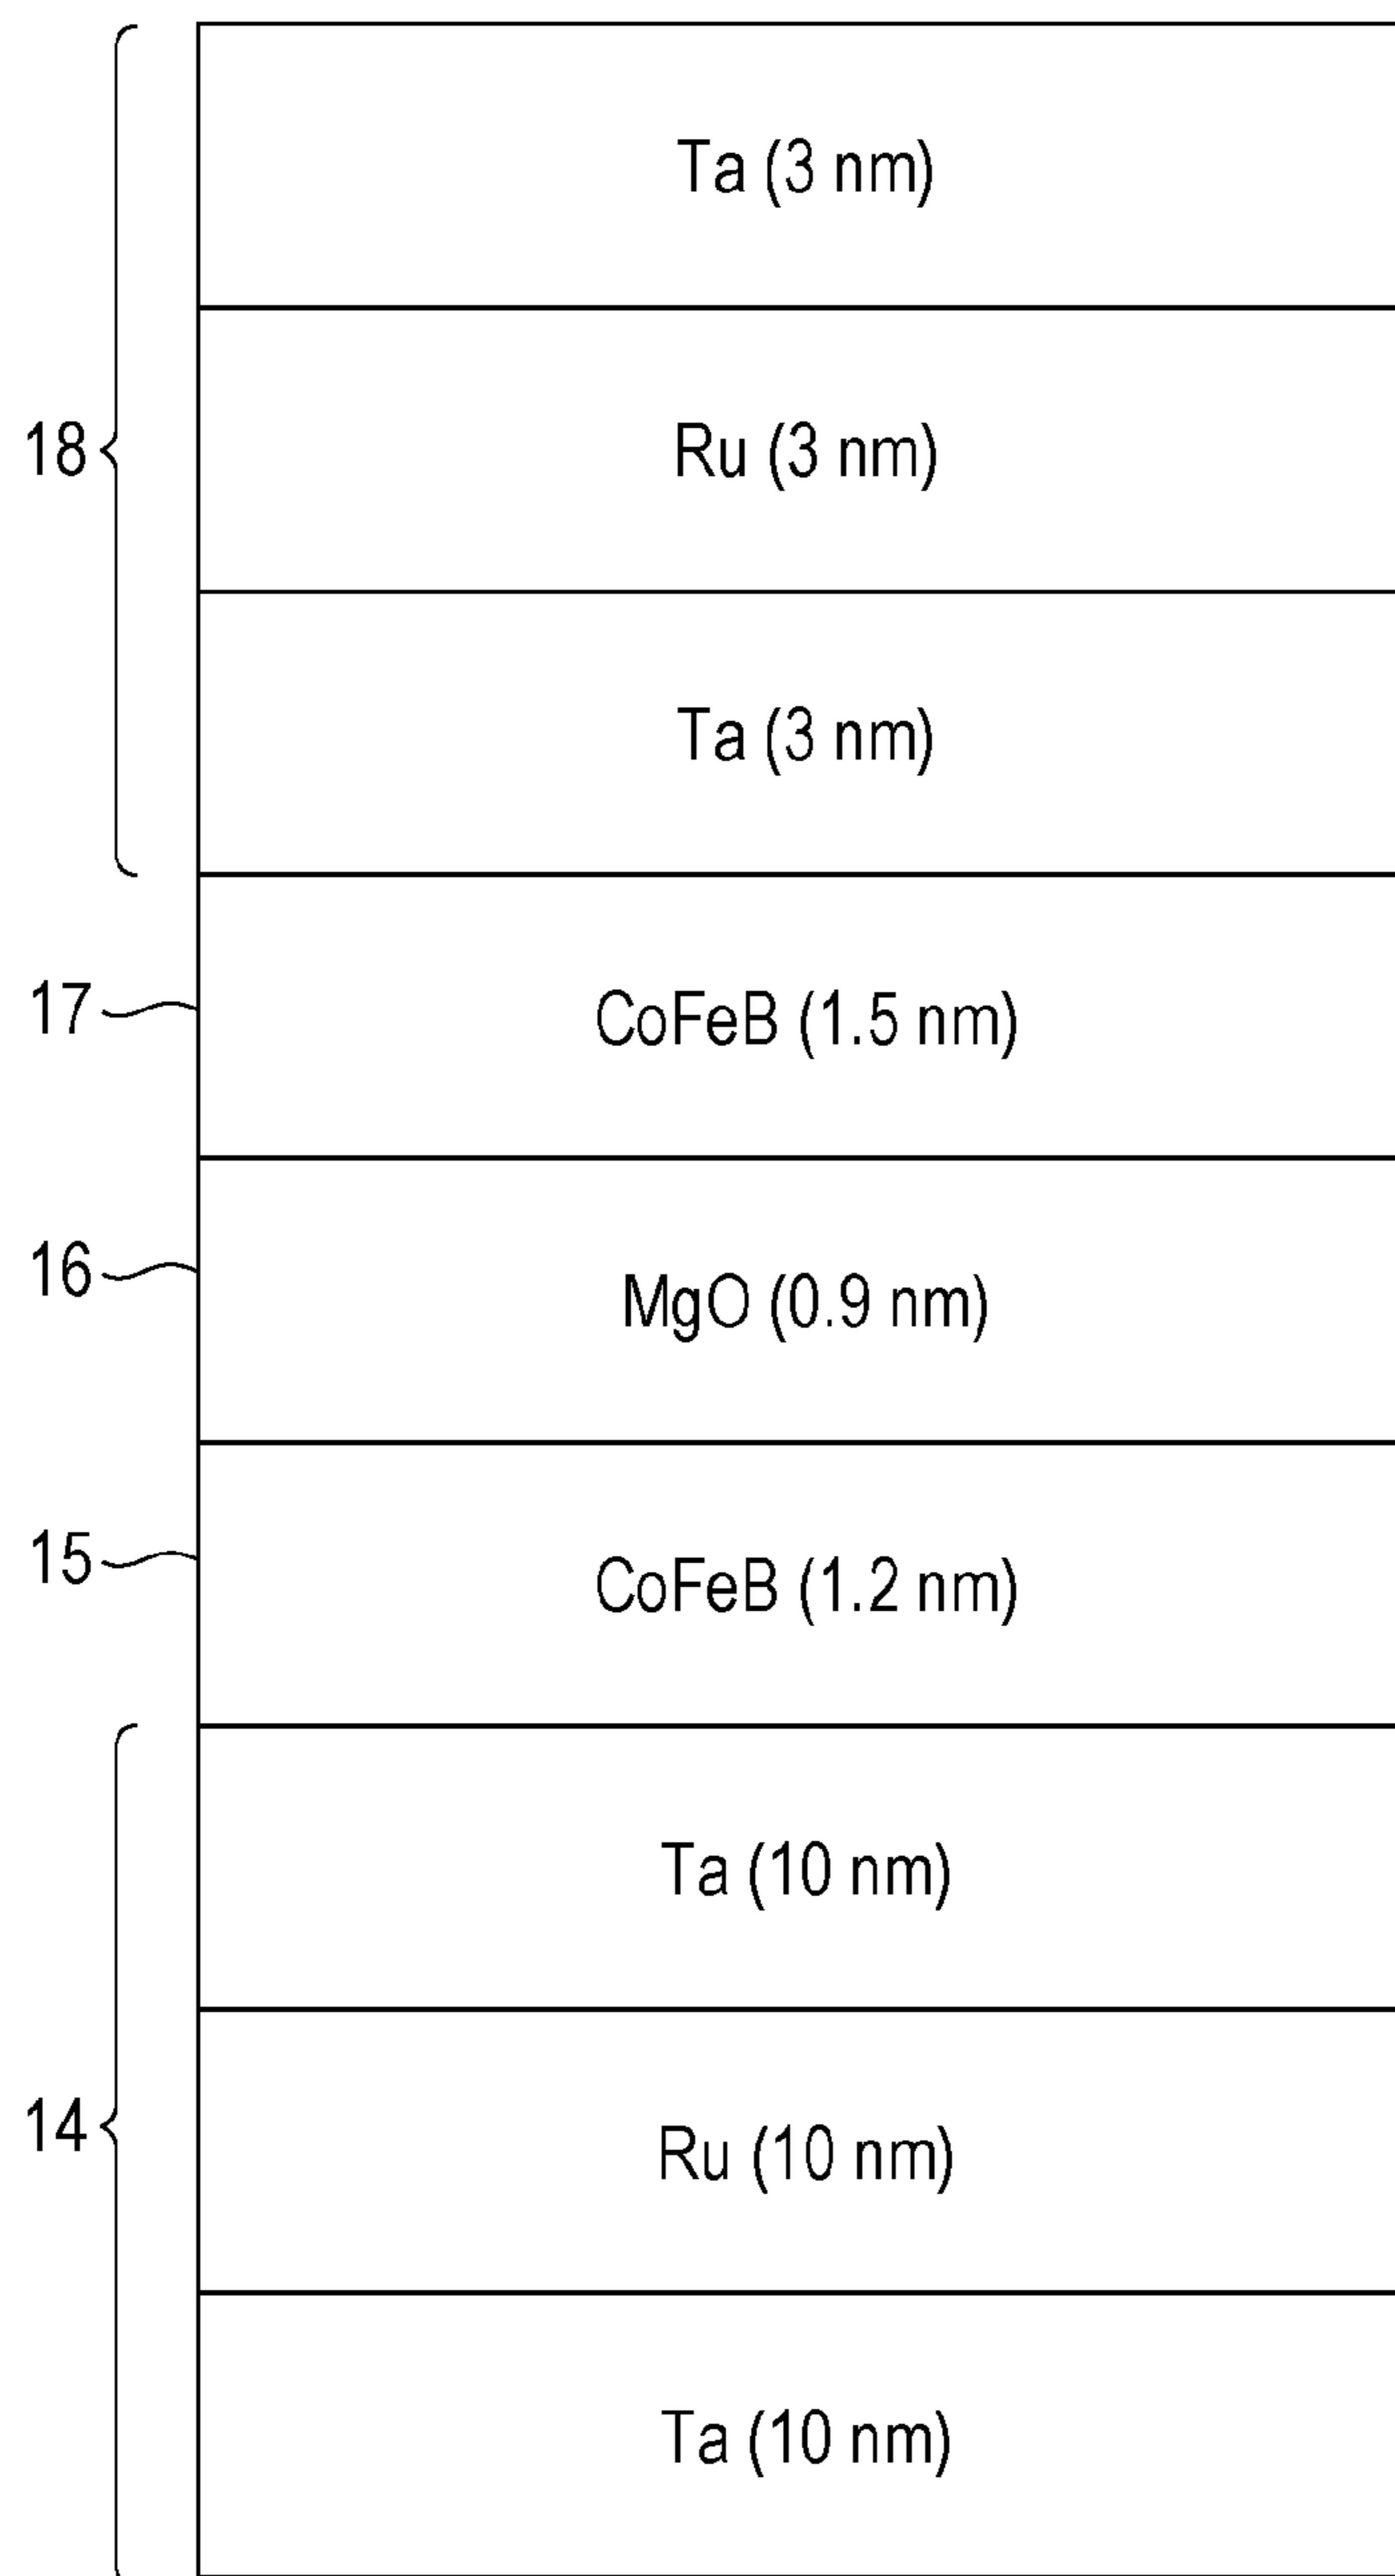 Ta (3 nm)
18
Ru (3 nm)
Ta (3 nm)
17
CoFeB (1.5 nm)
16
MgO (0.9 nm)
15
CoFeB (1.2 nm)
Ta (10 nm)
14
Ru (10 nm)
Ta (10 nm)